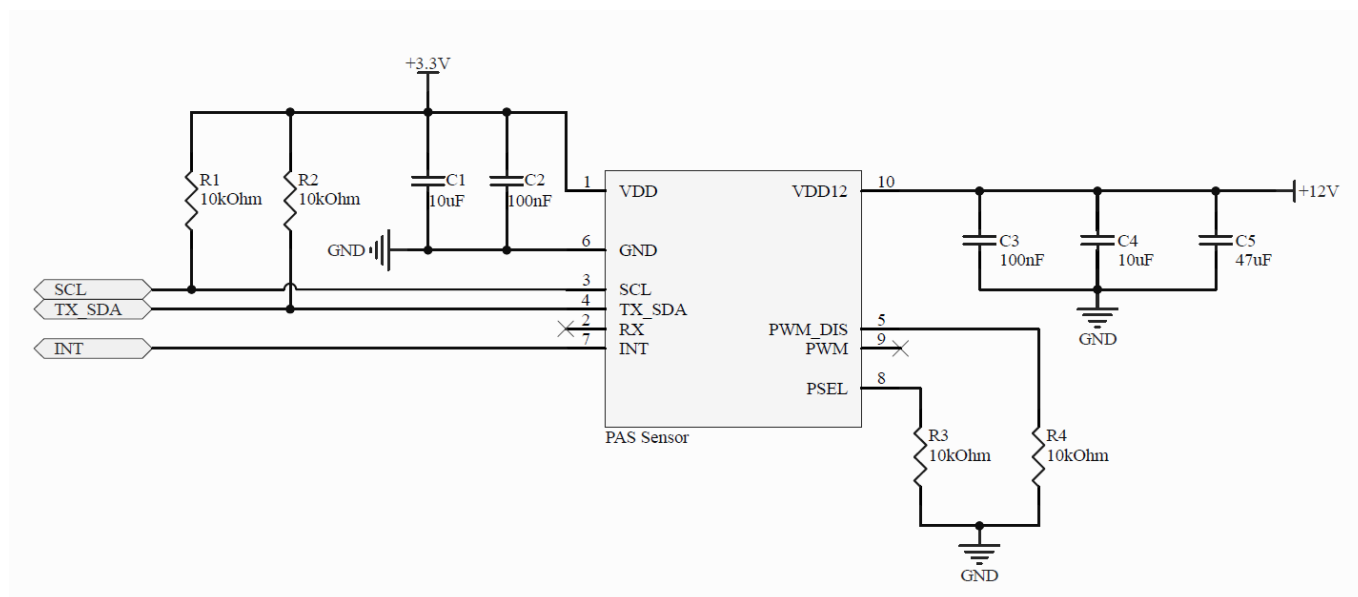 +3.3V
R1
10kOhm
R2
10kOhm
C1
10uF
C2
100nF
1
VDD
VDD12
10
+12V
GND
6
GND
C3
100nF
C4
10uF
C5
47uF
SCL
3
SCL
TX_SDA
4
TX_SDA
2
RX
PWM_DIS
5
GND
INT
7
INT
PWM
9
PSEL
8
PAS Sensor
R3
10kOhm
R4
10kOhm
GND